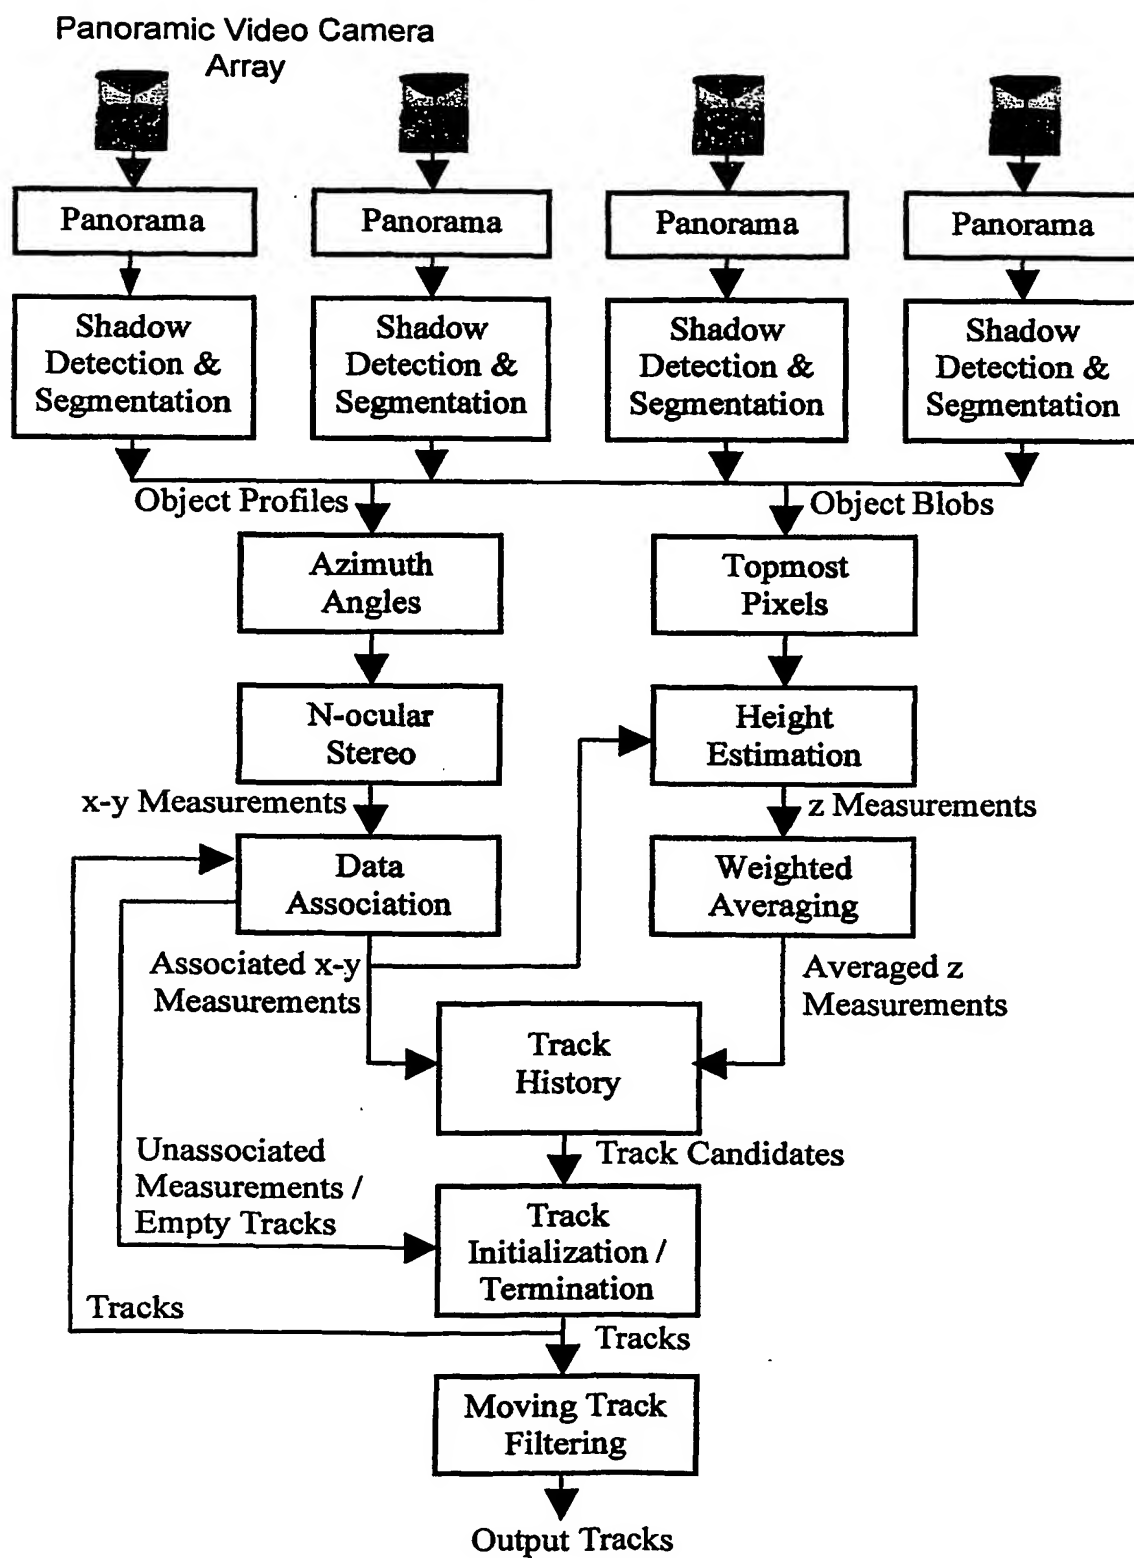 Panoramic Video Camera
Array
Panorama
Panorama
Panorama
Panorama
Shadow
Detection &
Segmentation
Shadow
Detection &
Segmentation
Shadow
Detection &
Segmentation
Shadow
Detection &
Segmentation
Object Profiles
Object Blobs
Azimuth
Angles
Topmost
Pixels
N-ocular
Stereo
Height
Estimation
x-y Measurements
z Measurements
Data
Association
Weighted
Averaging
Associated x-y
Measurements
Averaged z
Measurements
Track
History
Track Candidates
Unassociated
Measurements /
Empty Tracks
Track
Initialization /
Termination
Tracks
Tracks
Moving Track
Filtering
Output Tracks